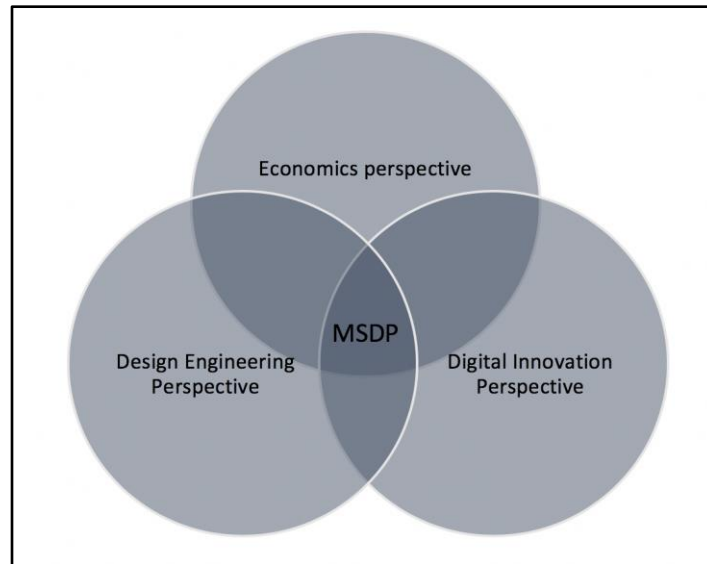 Economics perspective
MSDP
Design Engineering
Perspective
Digital Innovation
Perspective